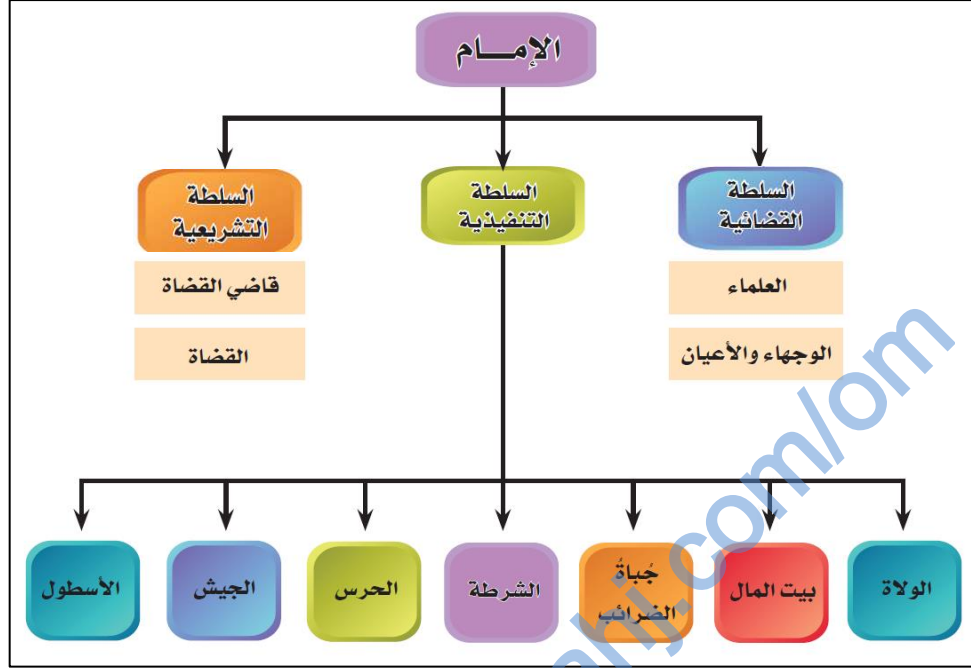 الإمـــام
السلطة
القضائية
السلطة
التنفيذية
السلطة
التشريعية
العلماء
قاضي القضاة
الوجهاء والأعيان
القضاة
الولاة
بيت المال
جُباةُ
الضرائب
الشرطة
الحرس
الجيش
الأسطول